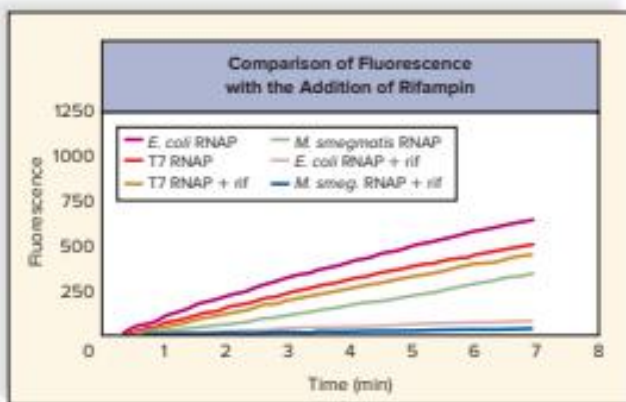 Comparison of Fluorescence
with the Addition of Rifampin
1250
1000
750
500
250
0
Fluorescence
E. coli RNAP
T7 RNAP
T7 RNAP + rif
M. smegmatis RNAP
E. coli RNAP + rif
M. smeg. RNAP + rif
1 2 3 4 5 6 7 8
Time (min)